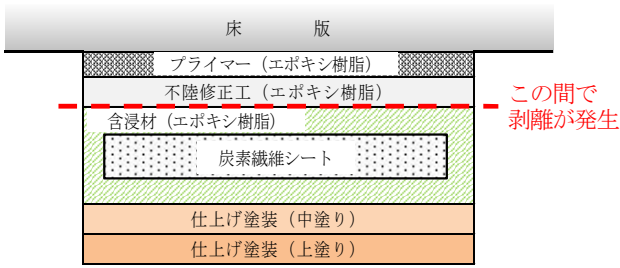 床　　版
プライマー（エポキシ樹脂）
不陸修正工（エポキシ樹脂）
この間で
剥離が発生
含浸材（エポキシ樹脂）
炭素繊維シート
仕上げ塗装（中塗り）
仕上げ塗装（上塗り）